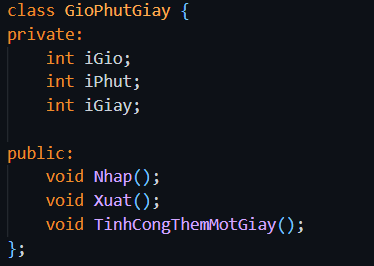 class GioPhutGiay {
private:
    int iGio;
    int iPhut;
    int iGiay;

public:
    void Nhap();
    void Xuat();
    void TinhCongThemMotGiay();
};